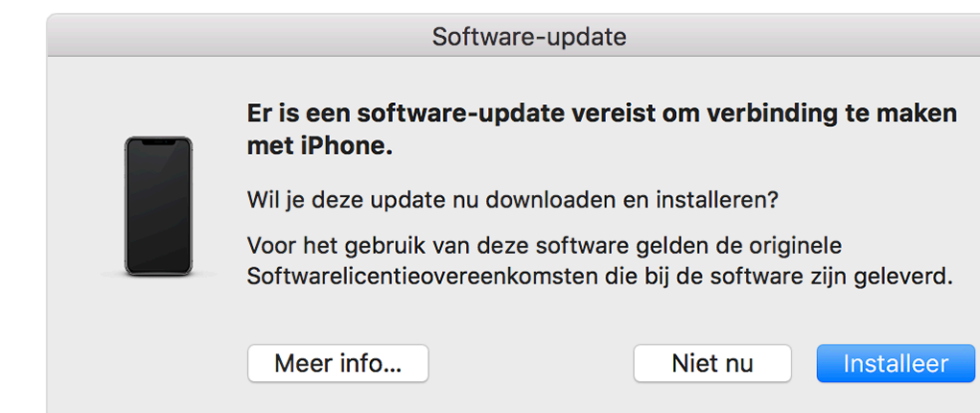 Software-update
Er is een software-update vereist om verbinding te maken
met iPhone.
Wil je deze update nu downloaden en installeren?
Voor het gebruik van deze software gelden de originele
Softwarelicentieovereenkomsten die bij de software zijn geleverd.
Meer info... Niet nu Installeer